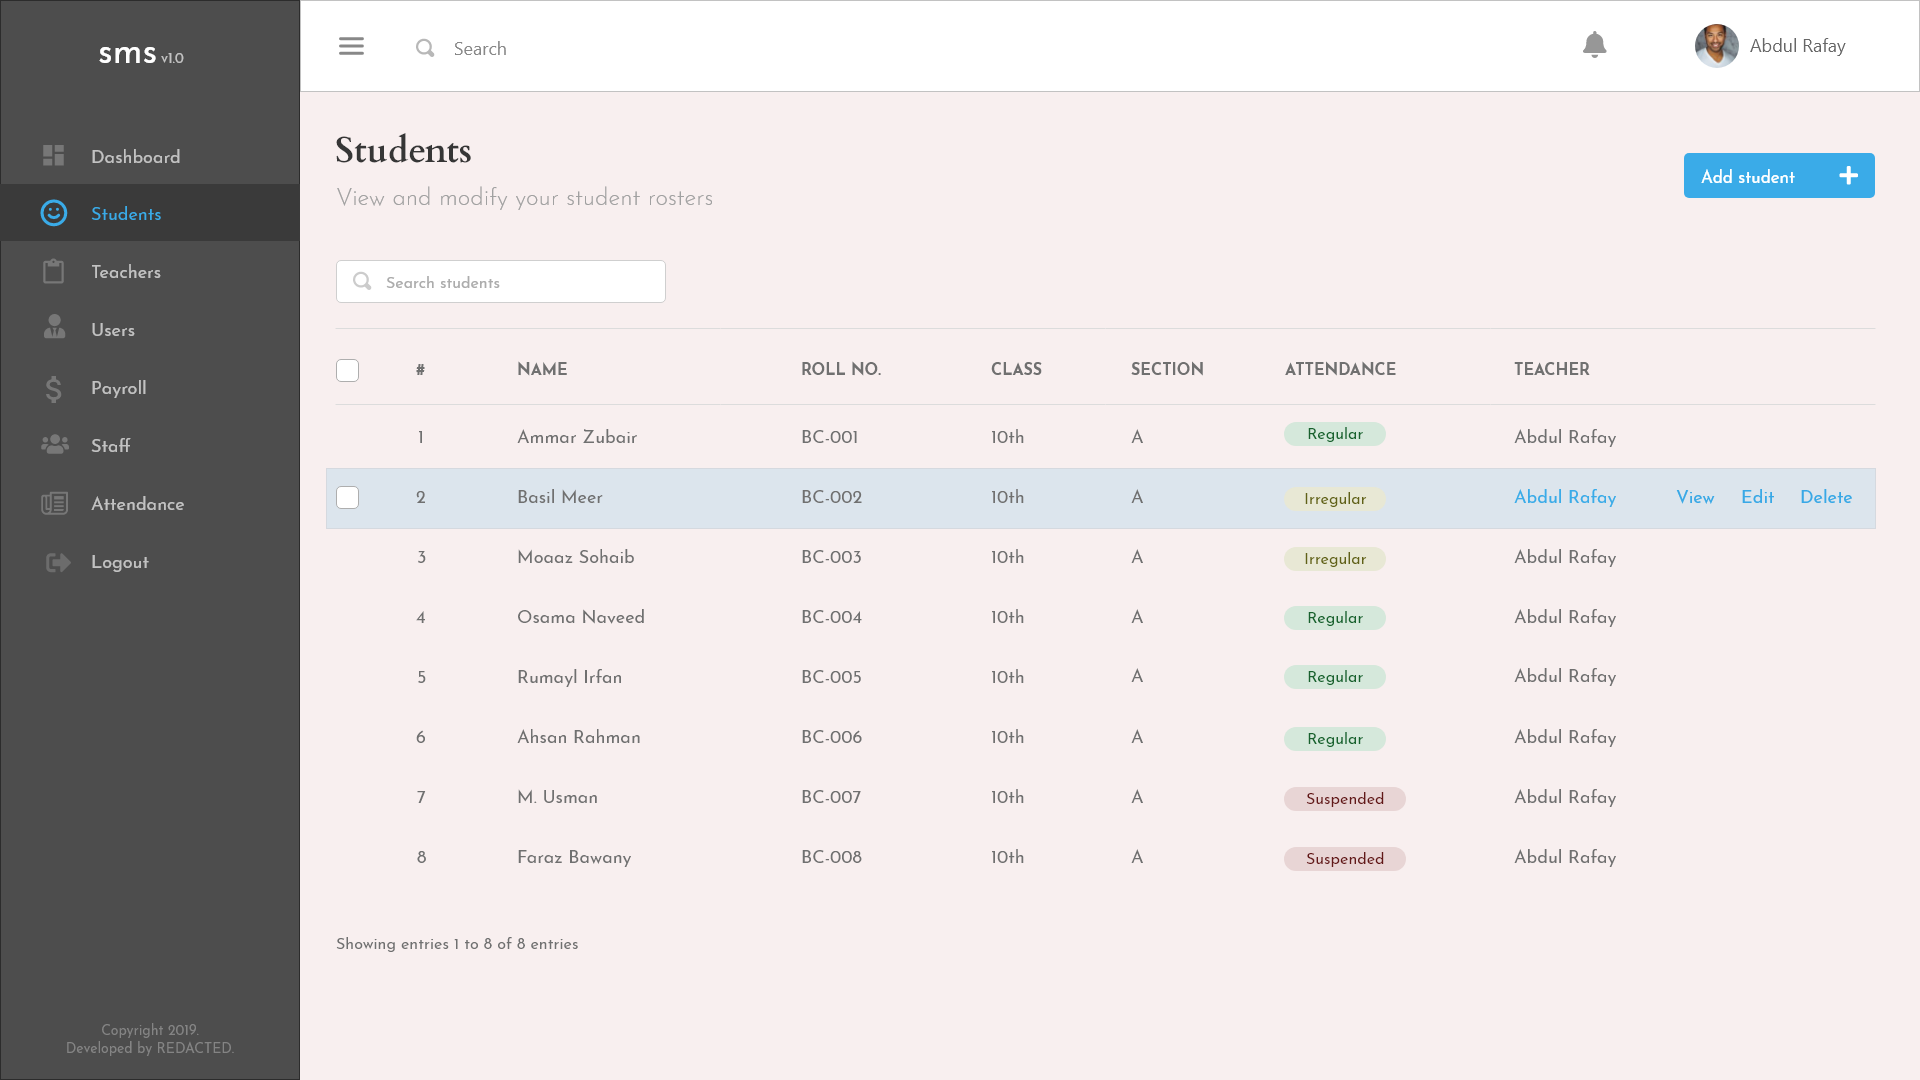 sms v1.0
Dashboard
Students
Teachers
Users
Payroll
Staff
Attendance
Logout
Copyright 2019.
Developed by REDACTED.
Search
Abdul Rafay
Students
View and modify your student rosters
Add student
Search students
# NAME ROLL NO. CLASS SECTION ATTENDANCE TEACHER
1 Ammar Zubair BC-001 10th A Regular Abdul Rafay
2 Basil Meer BC-002 10th A Irregular Abdul Rafay View Edit Delete
3 Moaaz Sohaib BC-003 10th A Irregular Abdul Rafay
4 Osama Naveed BC-004 10th A Regular Abdul Rafay
5 Rumayl Irfan BC-005 10th A Regular Abdul Rafay
6 Ahsan Rahman BC-006 10th A Regular Abdul Rafay
7 M. Usman BC-007 10th A Suspended Abdul Rafay
8 Faraz Bawany BC-008 10th A Suspended Abdul Rafay
Showing entries 1 to 8 of 8 entries